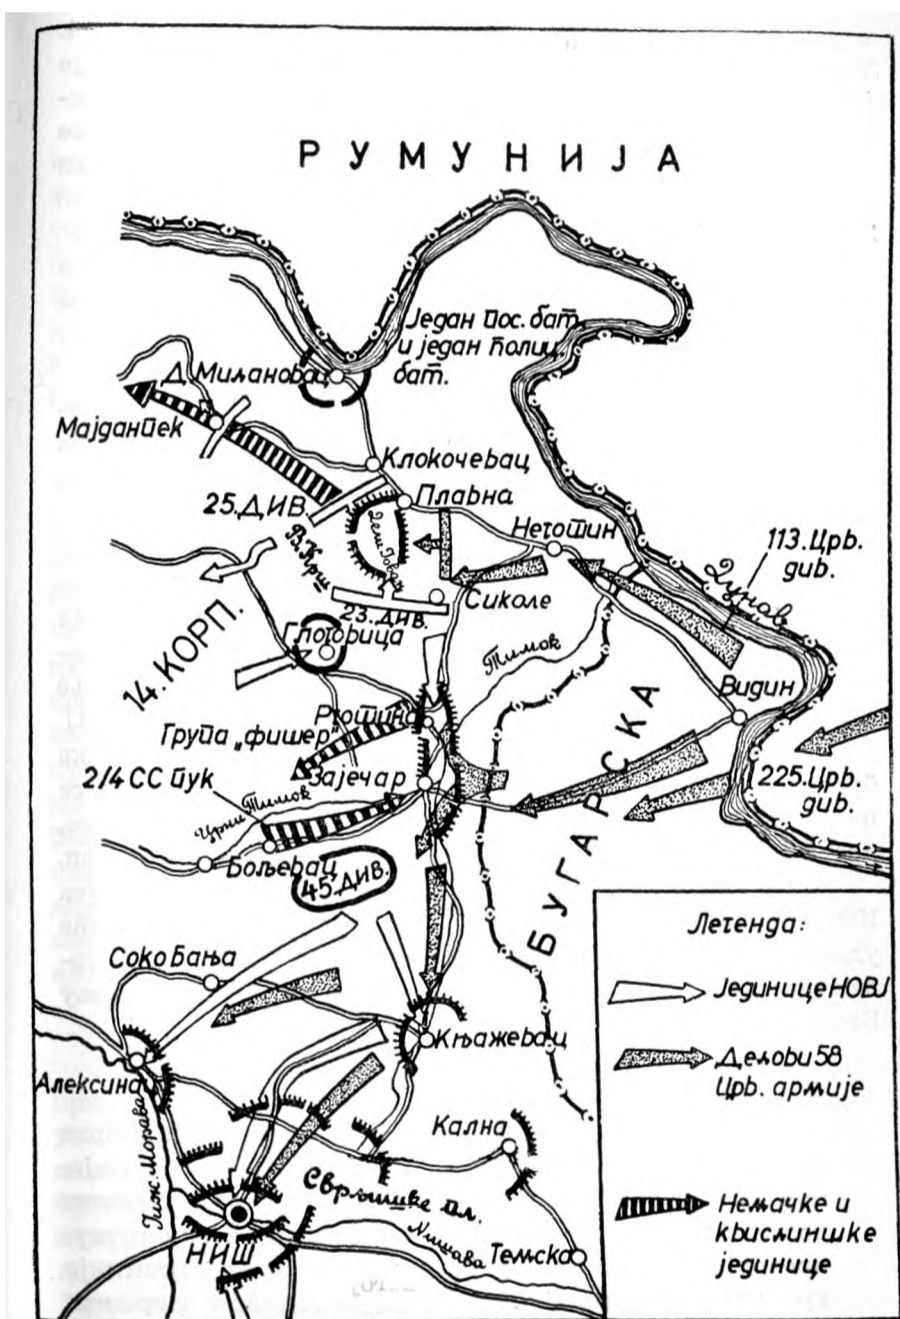 РУМУНИЈА
Један пос. бат.
и један полиц.
бат.
Д. Милановац
Мајданпек
Клокочевац
Плавна
25. ДИВ.
Неготин
113. Црв.
див.
В. Крш
Дели Јован
Дунав
Сиколе
23. ДИВ.
14. КОРП.
Тимок
Видин
Рготина
Група „фишер"
Зајечар
2/4 СС пук
225. Црв.
див.
Црни Тимок
БУГАРСКА
Бољевац
45. ДИВ.
Легенда:
Соко Бања
Јединице НОВЈ
Књажевац
Делови 58
Црв. армије
Алексинац
Кална
Јуж. Морава
Сврљишке пл.
Немачке и
квислиншке
јединице
Нишава
Темска
НИШ